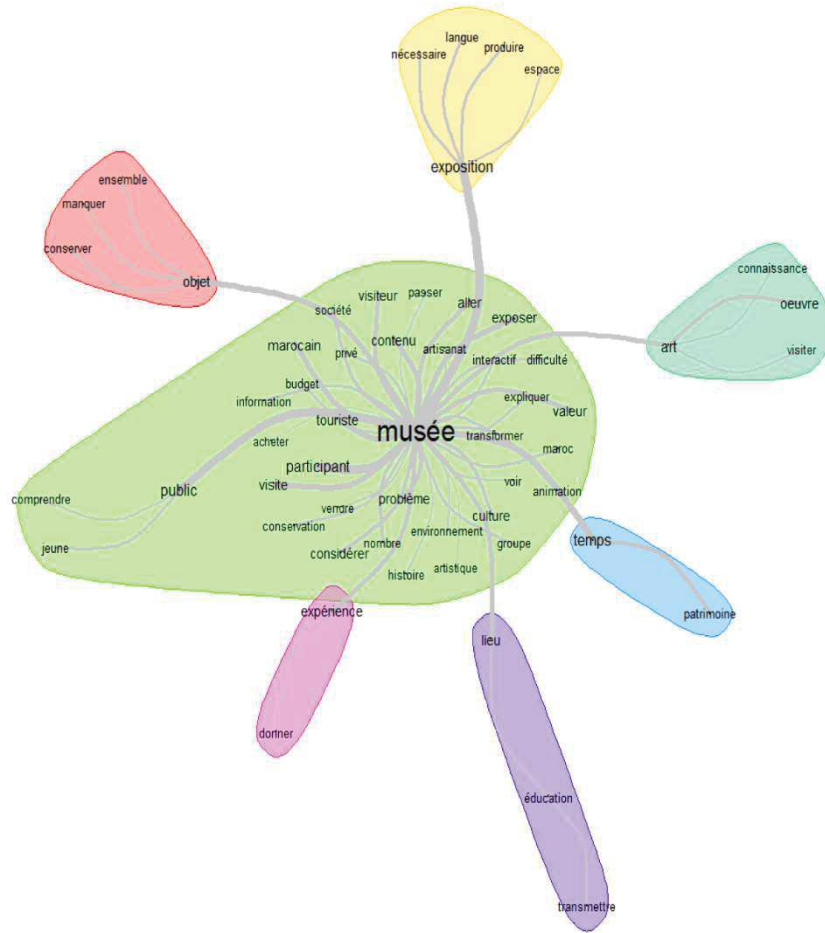 langue
nécessaire
produire
espace
exposition
ensemble
manquer
conserver
objet
connaissance
oeuvre
art
visiter
passer
visiteur
société
aller
exposer
contenu
marocain
artisanat
privé
interactif
difficulté
budget
information
expliquer
valeur
touriste
musée
transformer
acheter
maroc
participant
voir
public
visite
animation
comprendre
problème
vendre
culture
conservation
environnement
jeune
considérer
nombre
groupe
temps
artistique
histoire
expérience
patrimoine
lieu
donner
éducation
transmettre